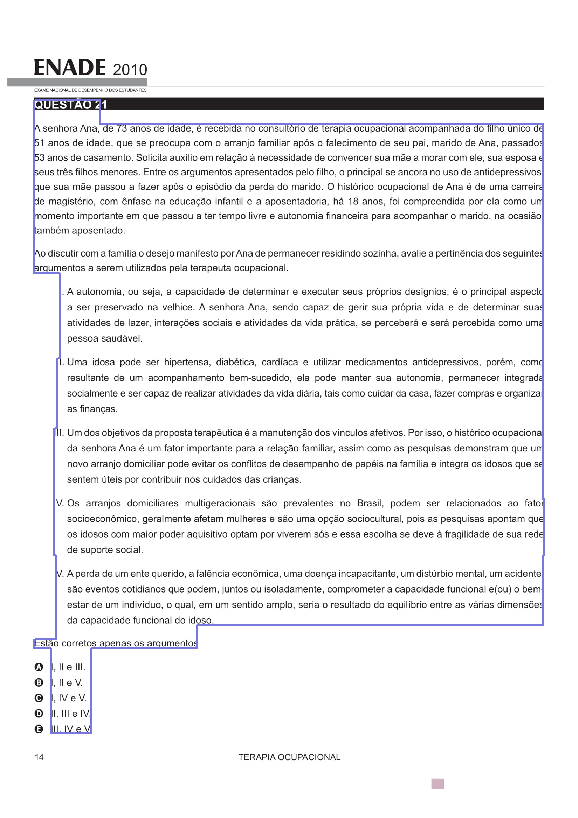 ENADE 2010
EXAME NACIONAL DE DESEMPENHO DOS ESTUDANTES
QUESTÃO 21
A senhora Ana, de 73 anos de idade, é recebida no consultório de terapia ocupacional acompanhada do filho único de
51 anos de idade, que se preocupa com o arranjo familiar após o falecimento de seu pai, marido de Ana, passados
53 anos de casamento. Solicita auxílio em relação à necessidade de convencer sua mãe a morar com ele, sua esposa e
seus três filhos menores. Entre os argumentos apresentados pelo filho, o principal se ancora no uso de antidepressivos
que sua mãe passou a fazer após o episódio da perda do marido. O histórico ocupacional de Ana é de uma carreira
de magistério, com ênfase na educação infantil e a aposentadoria, há 18 anos, foi compreendida por ela como um
momento importante em que passou a ter tempo livre e autonomia financeira para acompanhar o marido, na ocasião
também aposentado.
Ao discutir com a família o desejo manifesto por Ana de permanecer residindo sozinha, avalie a pertinência dos seguintes
argumentos a serem utilizados pela terapeuta ocupacional.
I. A autonomia, ou seja, a capacidade de determinar e executar seus próprios desígnios, é o principal aspecto
a ser preservado na velhice. A senhora Ana, sendo capaz de gerir sua própria vida e de determinar suas
atividades de lazer, interações sociais e atividades da vida prática, se perceberá e será percebida como uma
pessoa saudável.
II. Uma idosa pode ser hipertensa, diabética, cardíaca e utilizar medicamentos antidepressivos, porém, como
resultante de um acompanhamento bem-sucedido, ela pode manter sua autonomia, permanecer integrada
socialmente e ser capaz de realizar atividades da vida diária, tais como cuidar da casa, fazer compras e organizar
as finanças.
III. Um dos objetivos da proposta terapêutica é a manutenção dos vínculos afetivos. Por isso, o histórico ocupacional
da senhora Ana é um fator importante para a relação familiar, assim como as pesquisas demonstram que um
novo arranjo domiciliar pode evitar os conflitos de desempenho de papéis na família e integra os idosos que se
sentem úteis por contribuir nos cuidados das crianças.
IV. Os arranjos domiciliares multigeracionais são prevalentes no Brasil, podem ser relacionados ao fator
socioeconômico, geralmente afetam mulheres e são uma opção sociocultural, pois as pesquisas apontam que
os idosos com maior poder aquisitivo optam por viverem sós e essa escolha se deve à fragilidade de sua rede
de suporte social.
V. A perda de um ente querido, a falência econômica, uma doença incapacitante, um distúrbio mental, um acidente,
são eventos cotidianos que podem, juntos ou isoladamente, comprometer a capacidade funcional e(ou) o bem-
estar de um indivíduo, o qual, em um sentido amplo, seria o resultado do equilíbrio entre as várias dimensões
da capacidade funcional do idoso.
Estão corretos apenas os argumentos
A I, II e III.
B I, II e V.
C I, IV e V.
D II, III e IV.
E III, IV e V.
14 TERAPIA OCUPACIONAL